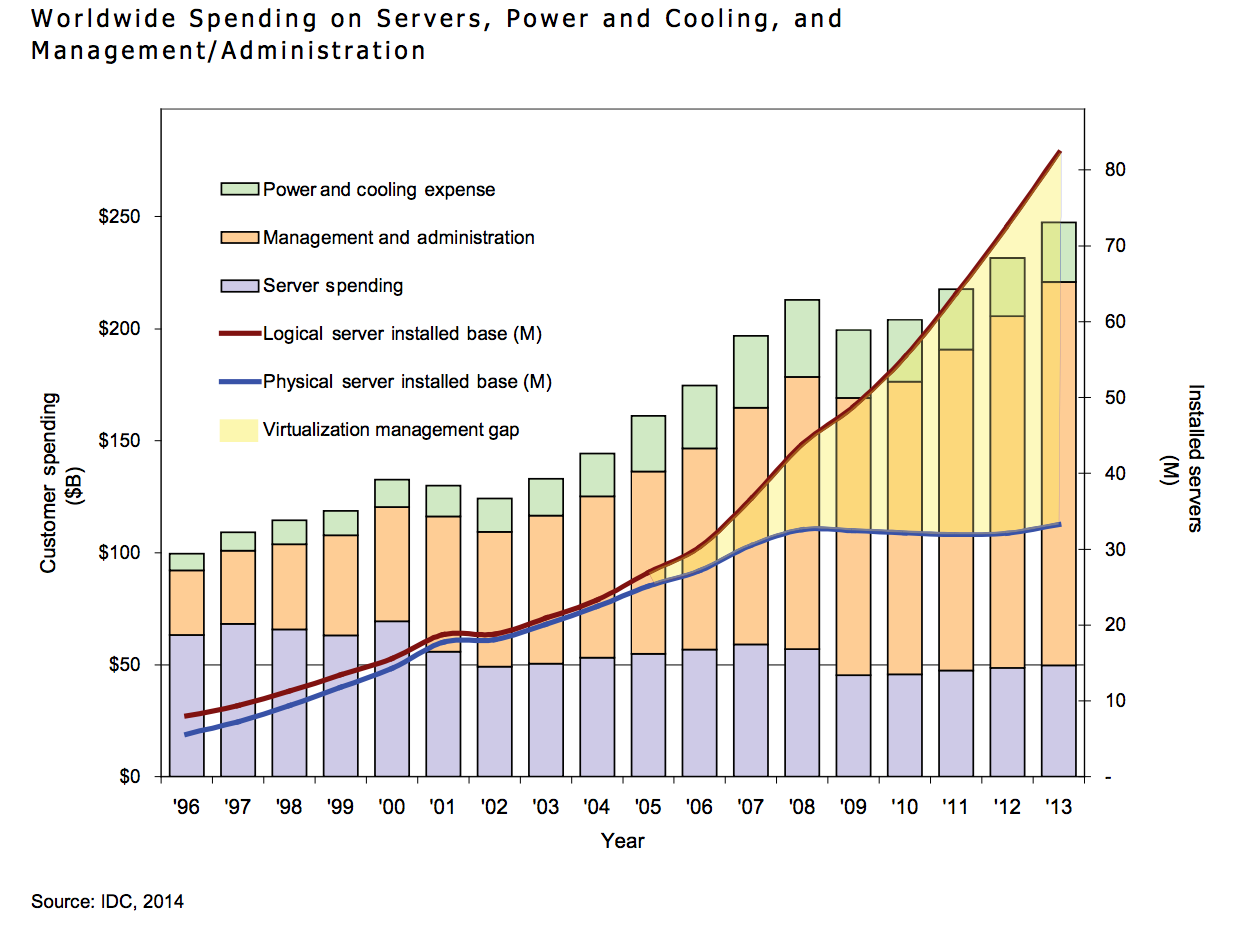 Worldwide Spending on Servers, Power and Cooling, and
Management/Administration
Power and cooling expense
Management and administration
Server spending
Logical server installed base (M)
Physical server installed base (M)
Virtualization management gap
$250
$200
$150
$100
$50
$0
Customer spending
($B)
80
70
60
50
40
30
20
10
-
Installed servers
(M)
'96 '97 '98 '99 '00 '01 '02 '03 '04 '05 '06 '07 '08 '09 '10 '11 '12 '13
Year
Source: IDC, 2014